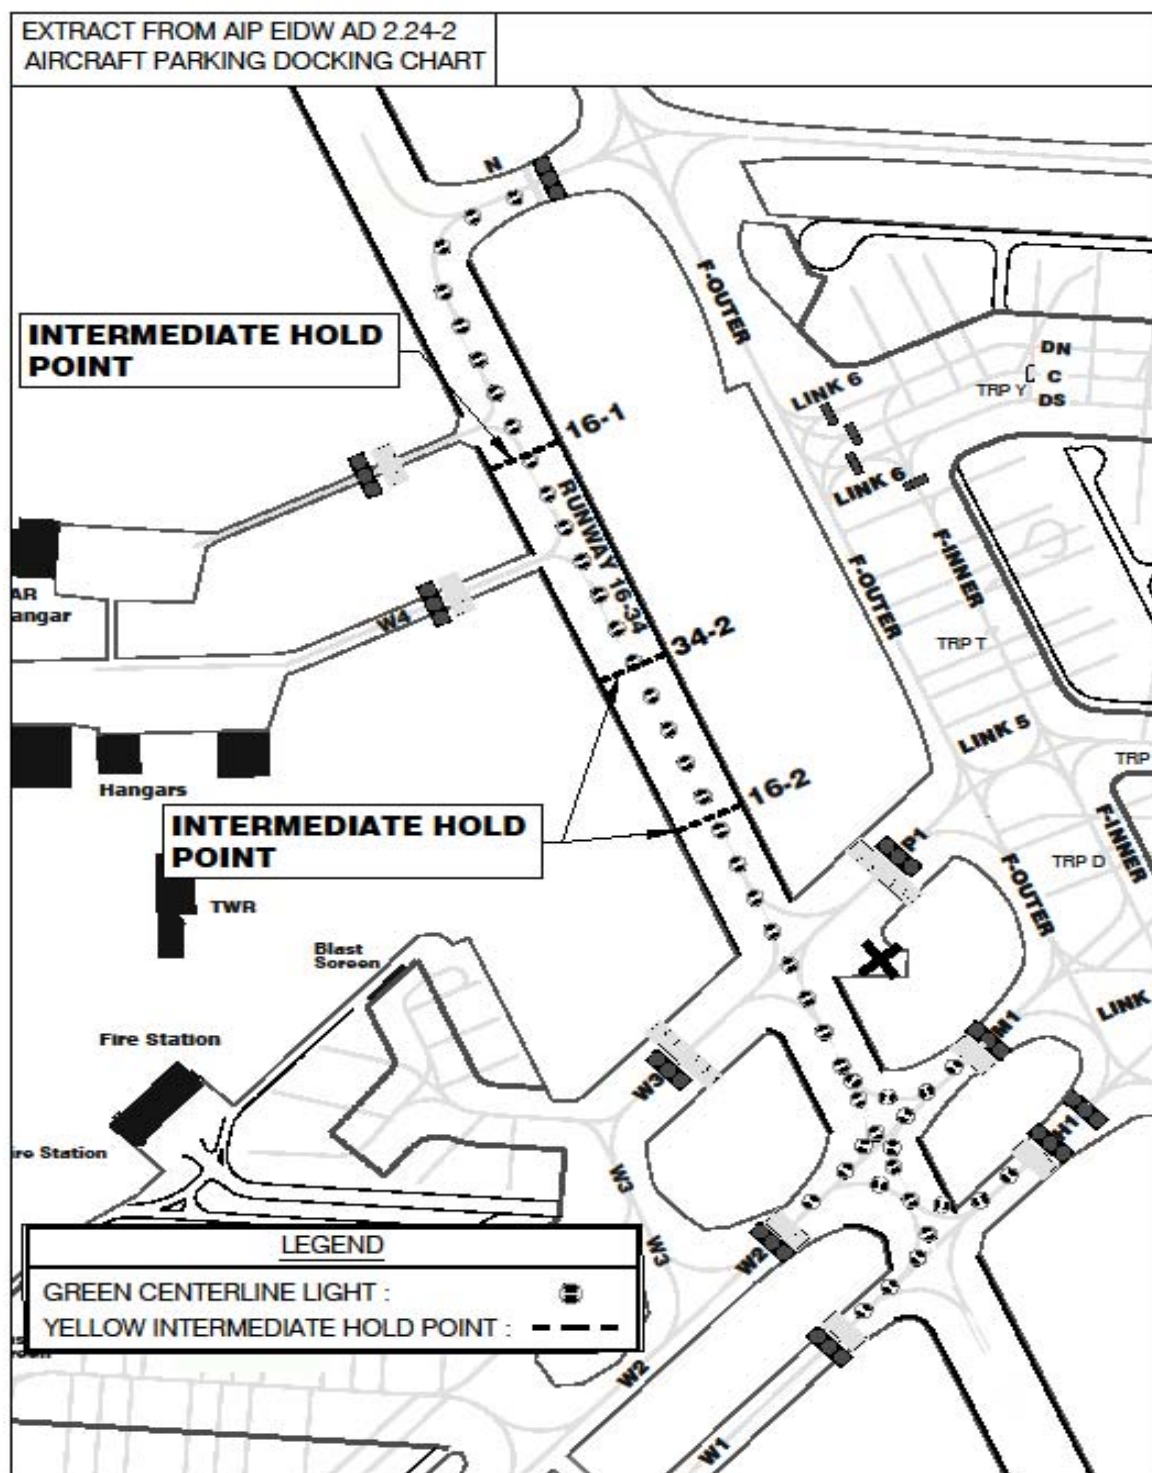 EXTRACT FROM AIP EIDW AD 2.24-2
AIRCRAFT PARKING DOCKING CHART
N
F-OUTER
INTERMEDIATE HOLD
POINT
DN
C
TRP Y
DS
LINK 6
16-1
LINK 6
RUNWAY 16-34
F-INNER
F-OUTER
AR
angar
W4
34-2
TRP T
LINK 5
TRP
Hangars
16-2
INTERMEDIATE HOLD
POINT
P1
F-INNER
F-OUTER
TRP D
TWR
Blast
Screen
LINK
Fire Station
M1
W3
H1
ire Station
W3
W3
W2
LEGEND
GREEN CENTERLINE LIGHT :
YELLOW INTERMEDIATE HOLD POINT :
W2
W1